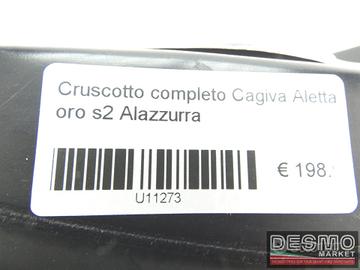 Cruscotto completo Cagiva Aletta
oro s2 Alazzurra
€ 198.
U11273
DESMO
MARKET